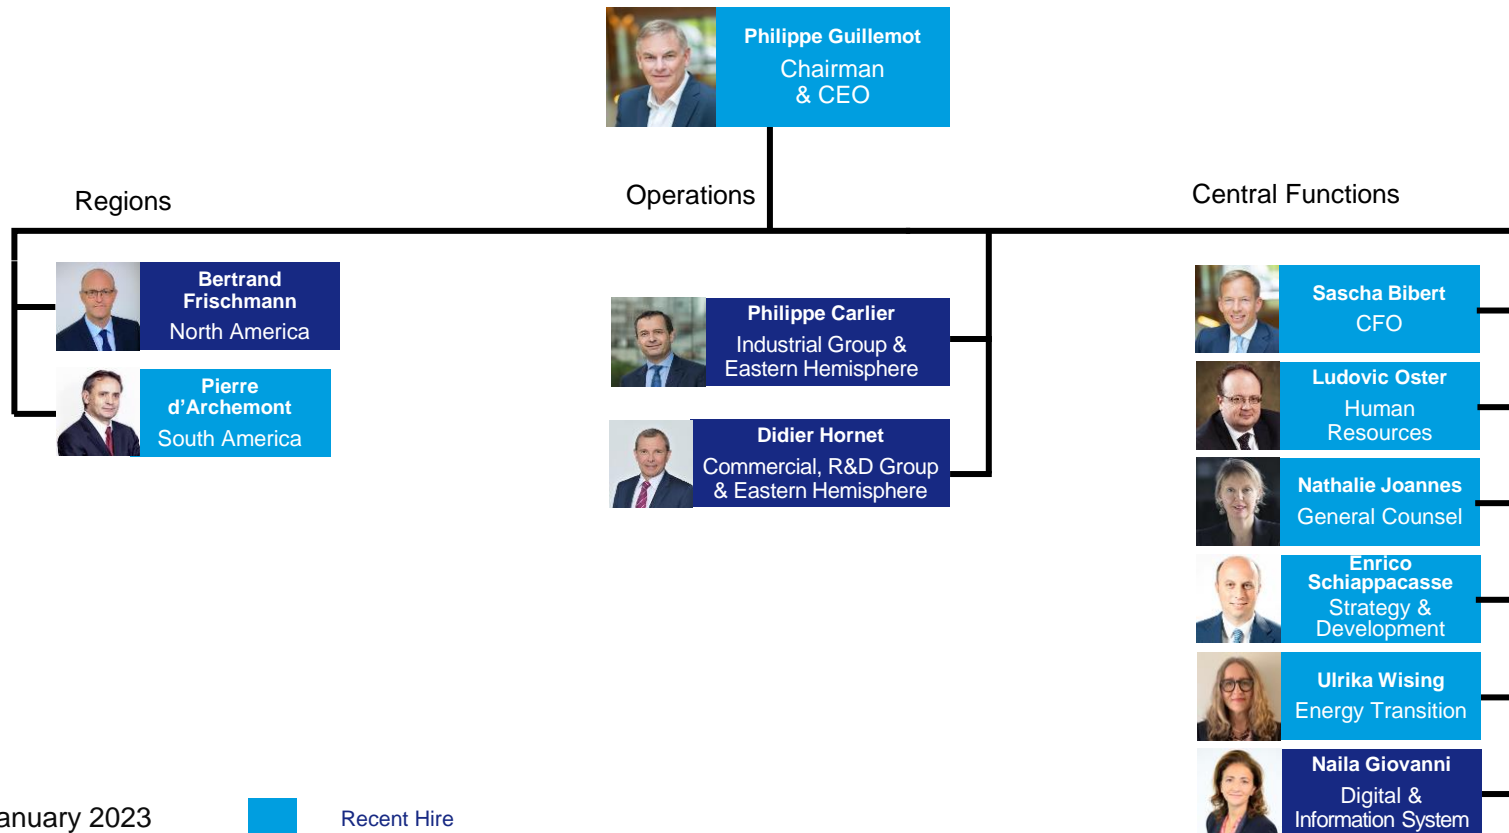 Philippe Guillemot
Chairman
& CEO
Regions
Operations
Central Functions
Bertrand
Frischmann
North America
Pierre
d’Archemont
South America
Philippe Carlier
Industrial Group &
Eastern Hemisphere
Didier Hornet
Commercial, R&D Group
& Eastern Hemisphere
Sascha Bibert
CFO
Ludovic Oster
Human
Resources
Nathalie Joannes
General Counsel
Enrico
Schiappacasse
Strategy &
Development
Ulrika Wising
Energy Transition
Naila Giovanni
Digital &
Information System
anuary 2023
Recent Hire